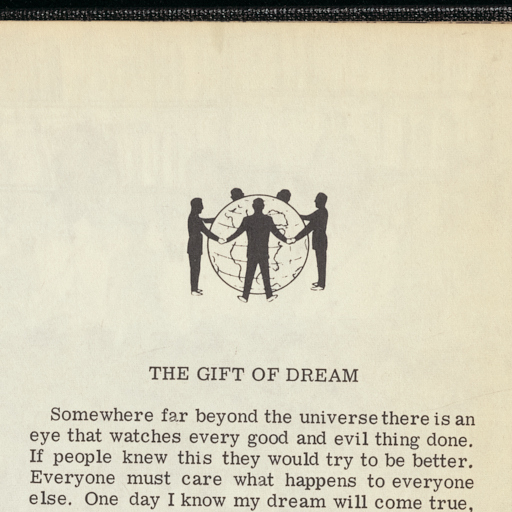 THE GIFT OF DREAM
Somewhere far beyond the universe there is an
eye that watches every good and evil thing done.
If people knew this they would try to be better.
Everyone must care what happens to everyone
else. One day I know my dream will come true,